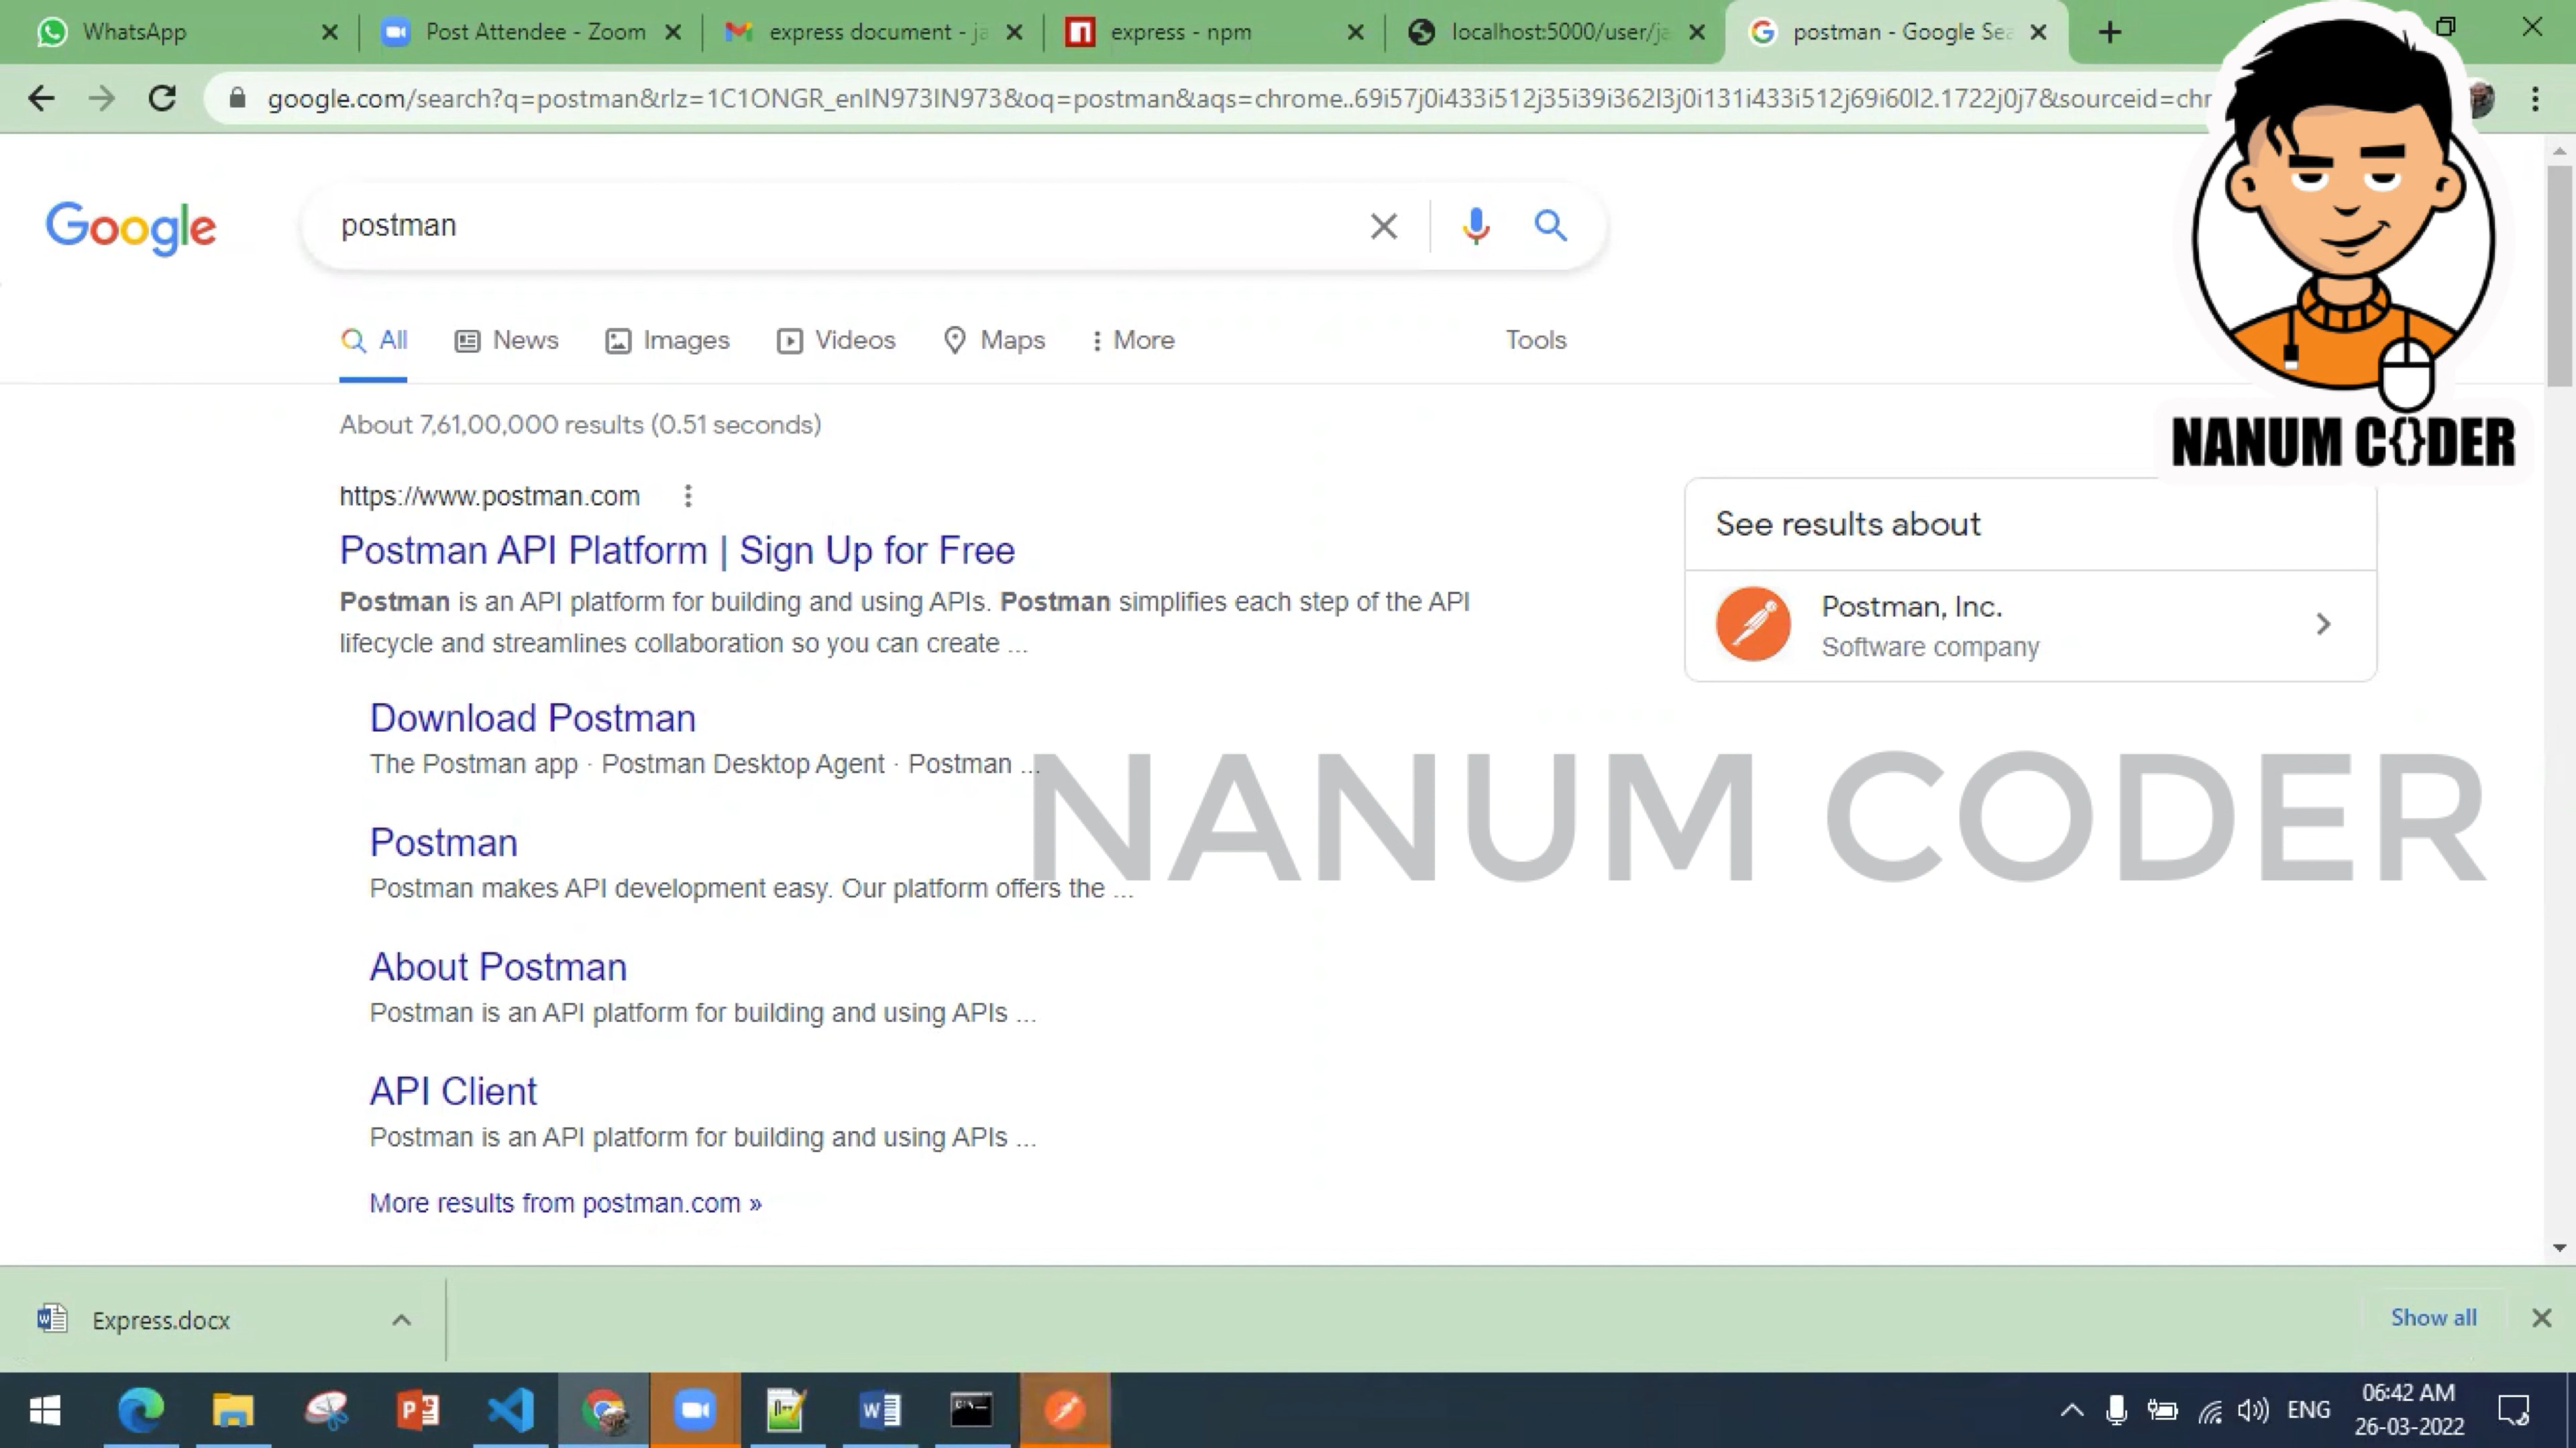 WhatsApp
Post Attendee - Zoom
express document - ja
express - npm
localhost:5000/user/ja
postman - Google Sea
google.com/search?q=postman&rlz=1C1ONGR_enIN973IN973&oq=postman&aqs=chrome..69i57j0i433i512j35i39i362l3j0i131i433i512j69i60l2.1722j0j7&sourceid=chr
Google
postman
All
News
Images
Videos
Maps
More
Tools
About 7,61,00,000 results (0.51 seconds)
NANUM C{}DER
https://www.postman.com
Postman API Platform | Sign Up for Free
Postman is an API platform for building and using APIs. Postman simplifies each step of the API
lifecycle and streamlines collaboration so you can create ...
See results about
Postman, Inc.
Software company
Download Postman
The Postman app · Postman Desktop Agent · Postman ...
NANUM CODER
Postman
Postman makes API development easy. Our platform offers the ...
About Postman
Postman is an API platform for building and using APIs ...
API Client
Postman is an API platform for building and using APIs ...
More results from postman.com »
Express.docx
Show all
ENG
06:42 AM
26-03-2022